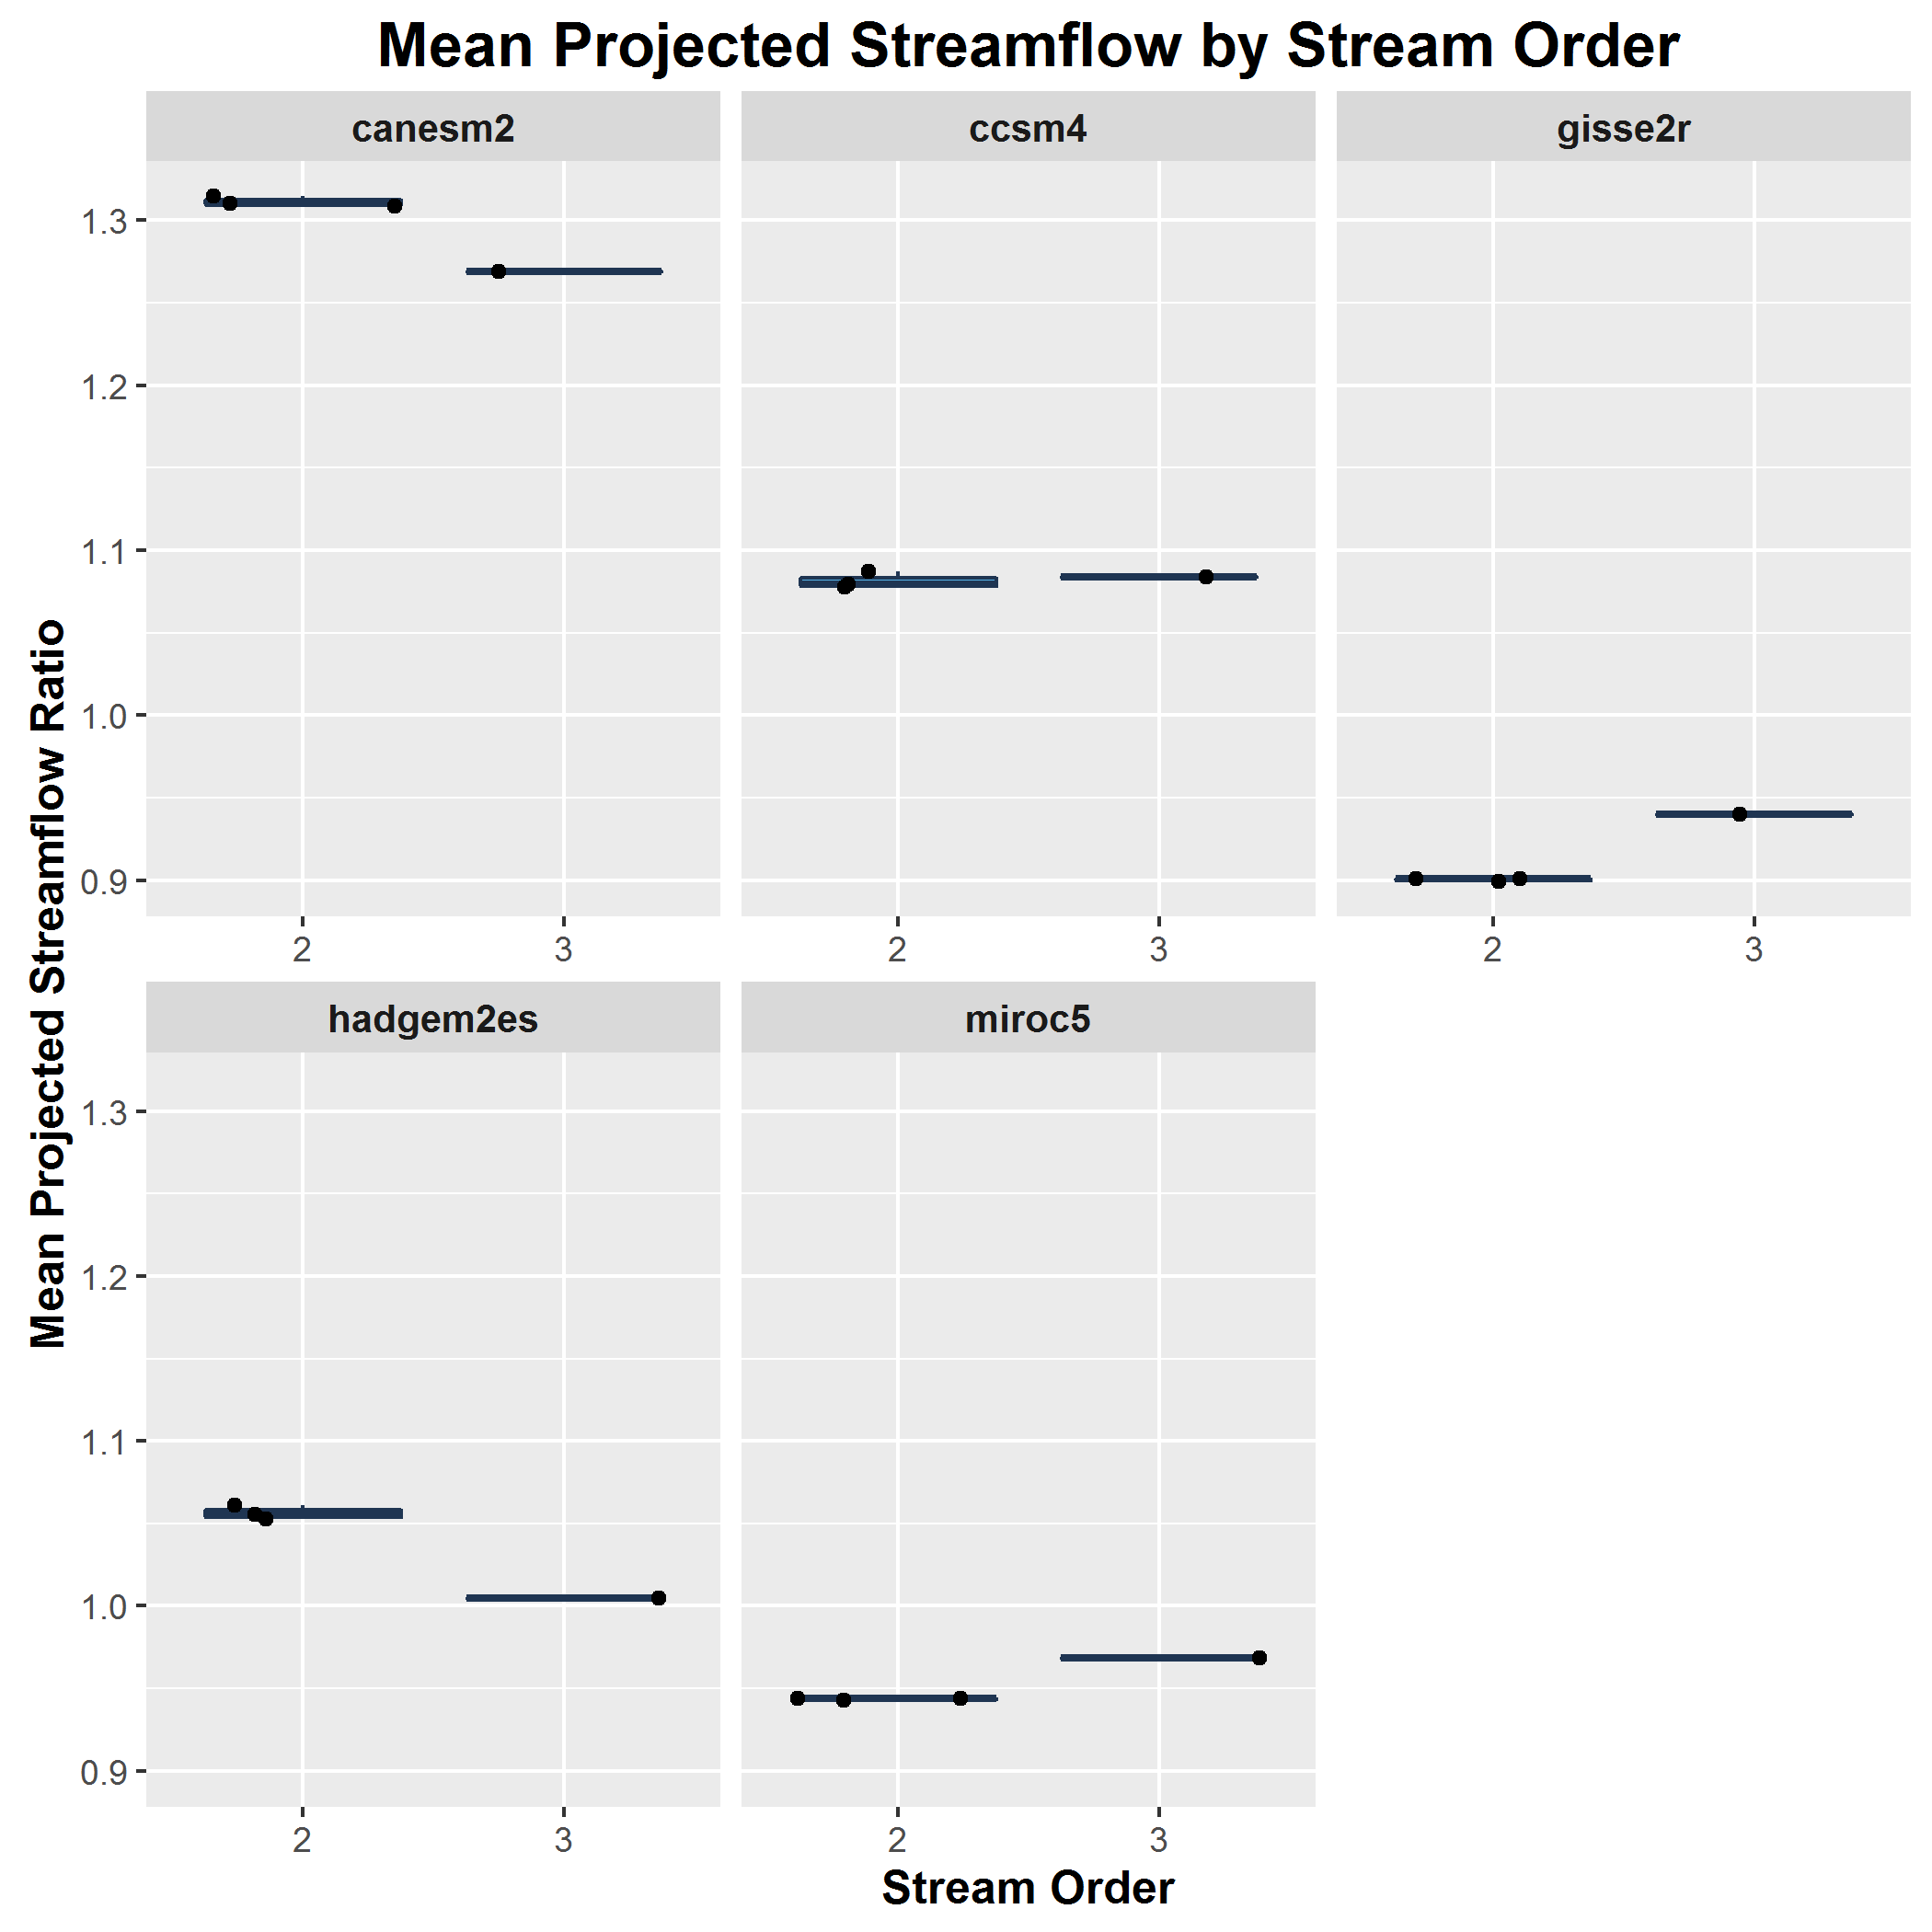 Mean Projected Streamflow by Stream Order
canesm2
ccsm4
gisse2r
1.3
1.2
1.1
1.0
0.9
2
3
2
3
2
3
Mean Projected Streamflow Ratio
hadgem2es
miroc5
1.3
1.2
1.1
1.0
0.9
2
3
2
3
Stream Order